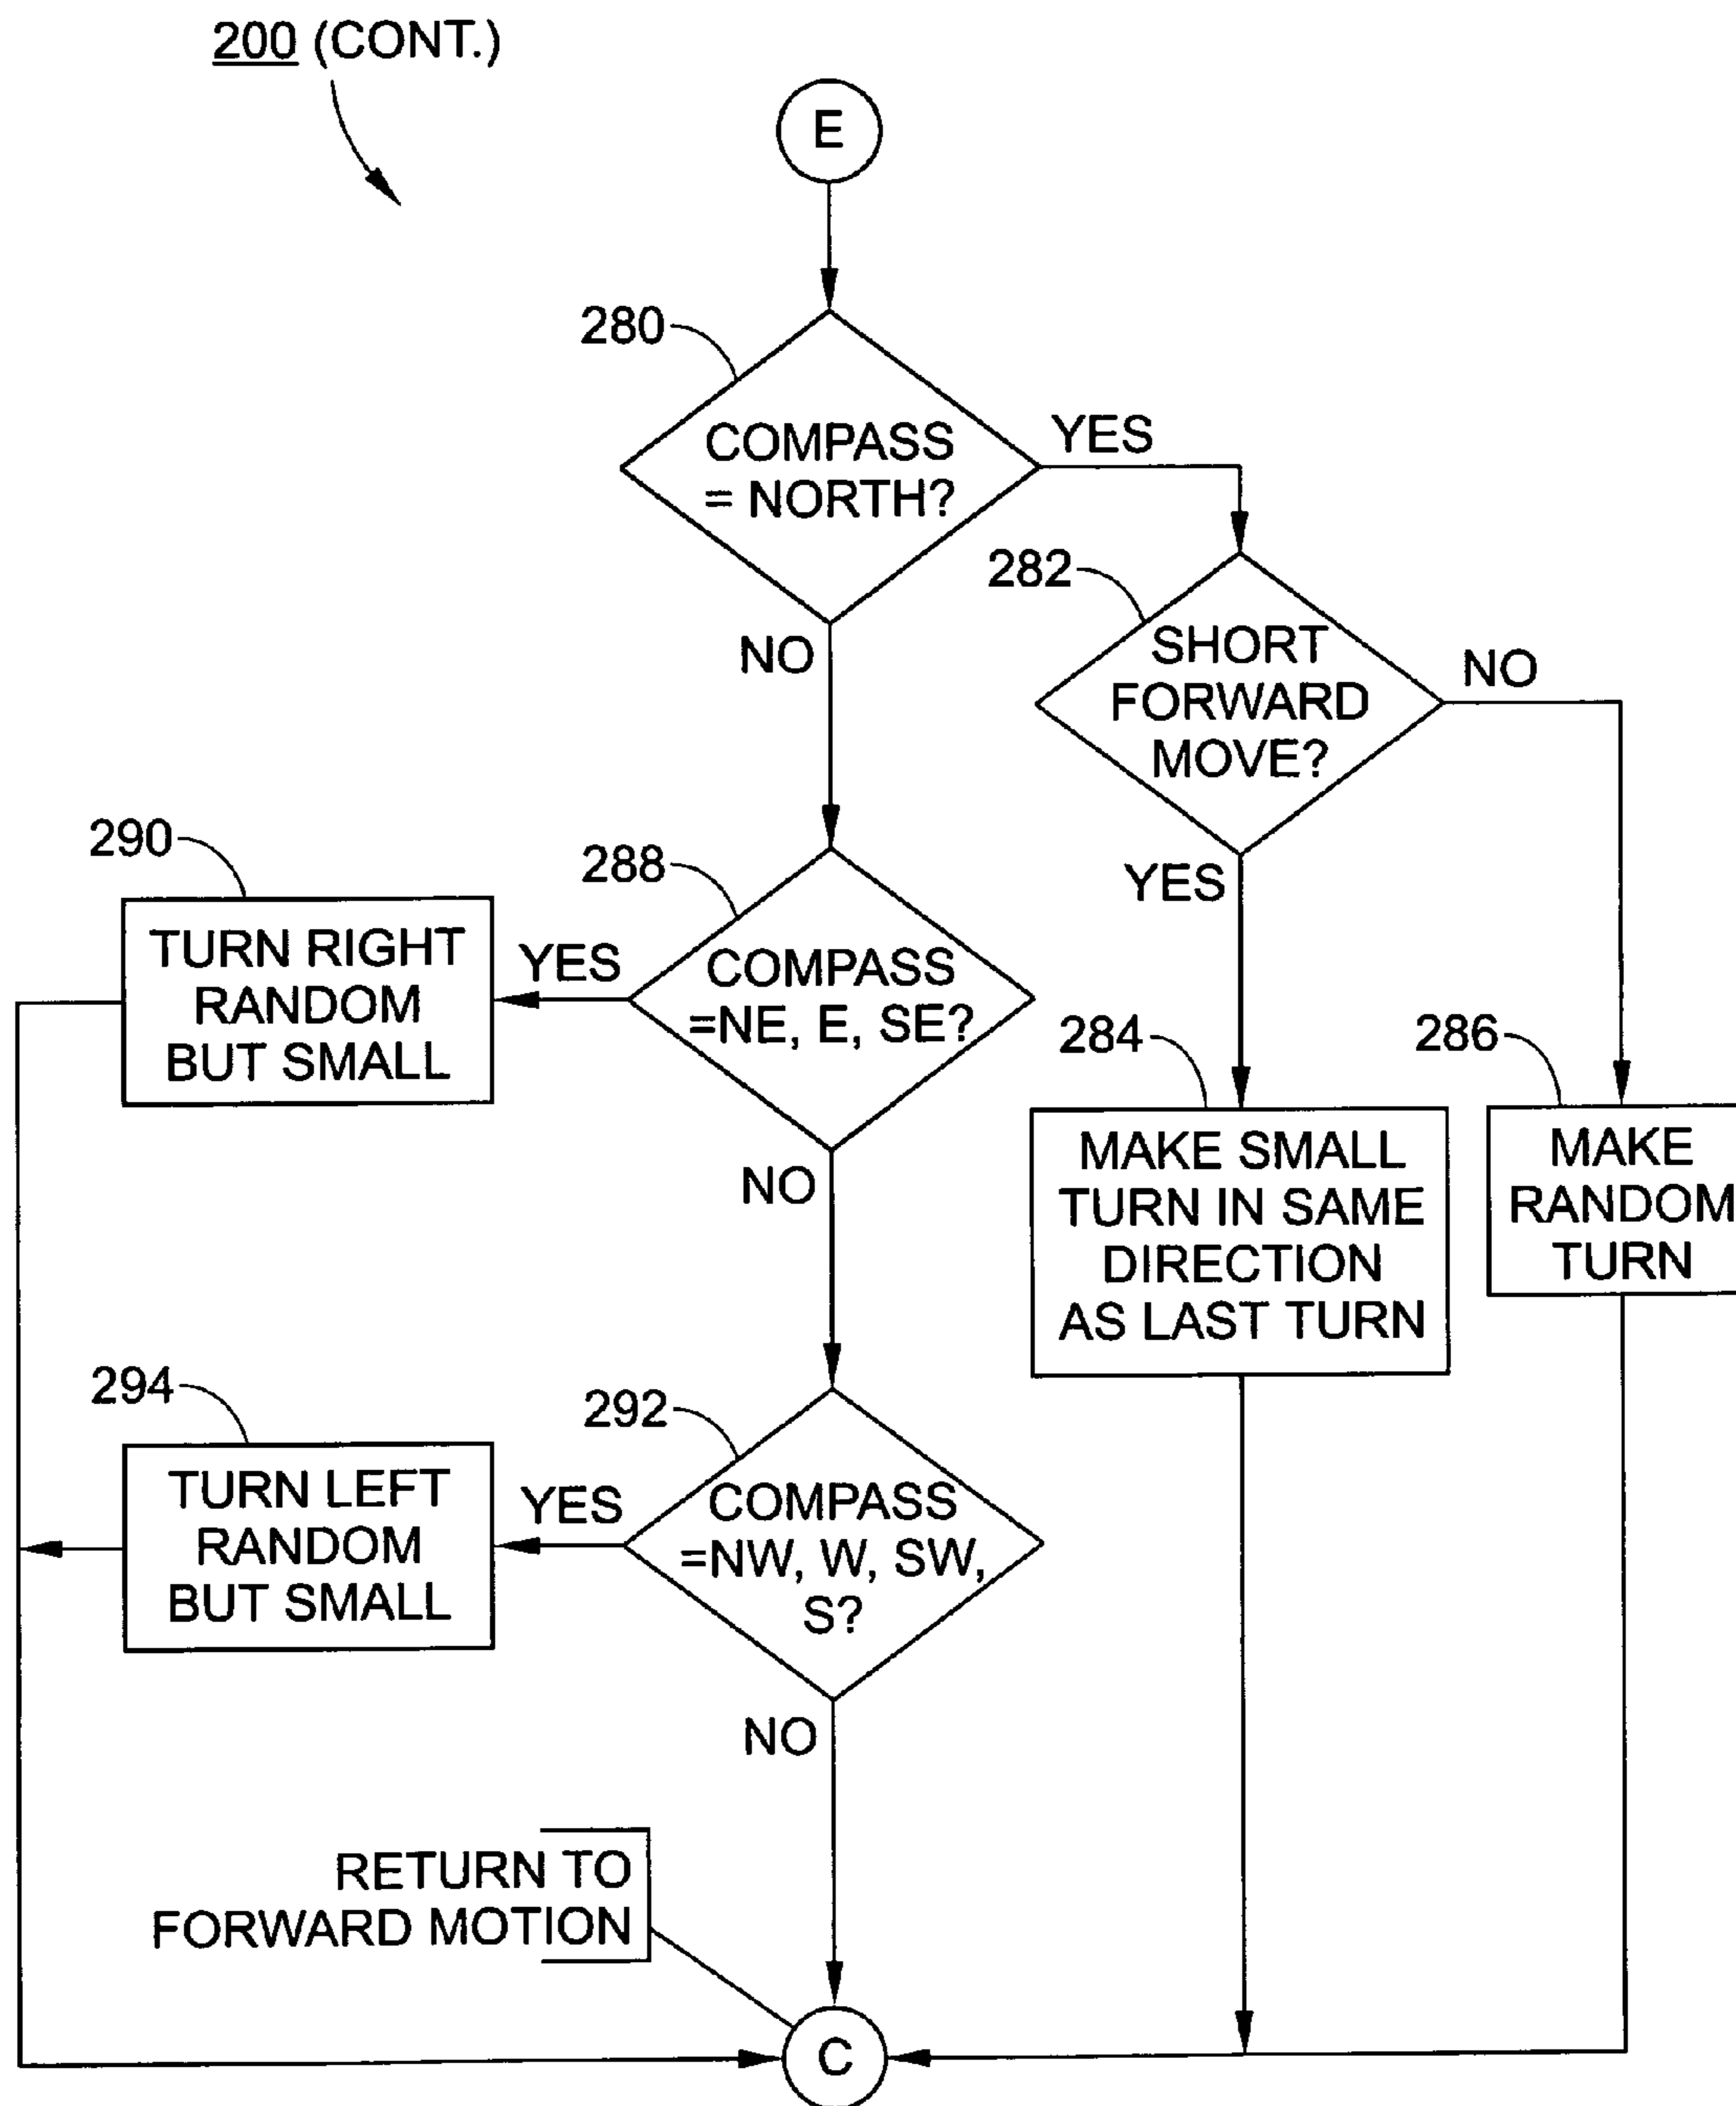 200 (CONT.)
E
280
COMPASS
= NORTH?
YES
NO
282
SHORT
FORWARD
MOVE?
NO
YES
290
TURN RIGHT
RANDOM
BUT SMALL
288
COMPASS
=NE, E, SE?
YES
NO
284
MAKE SMALL
TURN IN SAME
DIRECTION
AS LAST TURN
286
MAKE
RANDOM
TURN
294
TURN LEFT
RANDOM
BUT SMALL
292
COMPASS
=NW, W, SW,
S?
YES
NO
RETURN TO
FORWARD MOTION
C